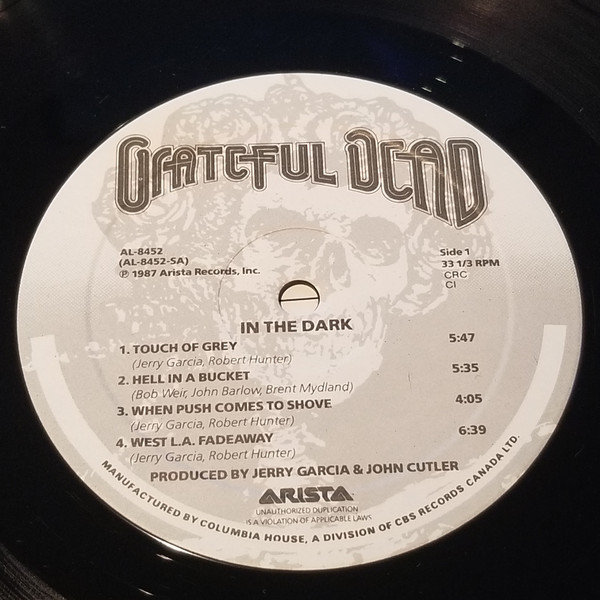 GRATEFUL DEAD
AL-8452
(AL-8452-SA)
℗ 1987 Arista Records, Inc.
Side 1
33 1/3 RPM
CRC
CI
IN THE DARK
1. TOUCH OF GREY 5:47
(Jerry Garcia, Robert Hunter)
2. HELL IN A BUCKET 5:35
(Bob Weir, John Barlow, Brent Mydland)
3. WHEN PUSH COMES TO SHOVE 4:05
(Jerry Garcia, Robert Hunter)
4. WEST L.A. FADEAWAY 6:39
(Jerry Garcia, Robert Hunter)
PRODUCED BY JERRY GARCIA & JOHN CUTLER
ARISTA
UNAUTHORIZED DUPLICATION
IS A VIOLATION OF APPLICABLE LAWS
MANUFACTURED BY COLUMBIA HOUSE, A DIVISION OF CBS RECORDS CANADA LTD.